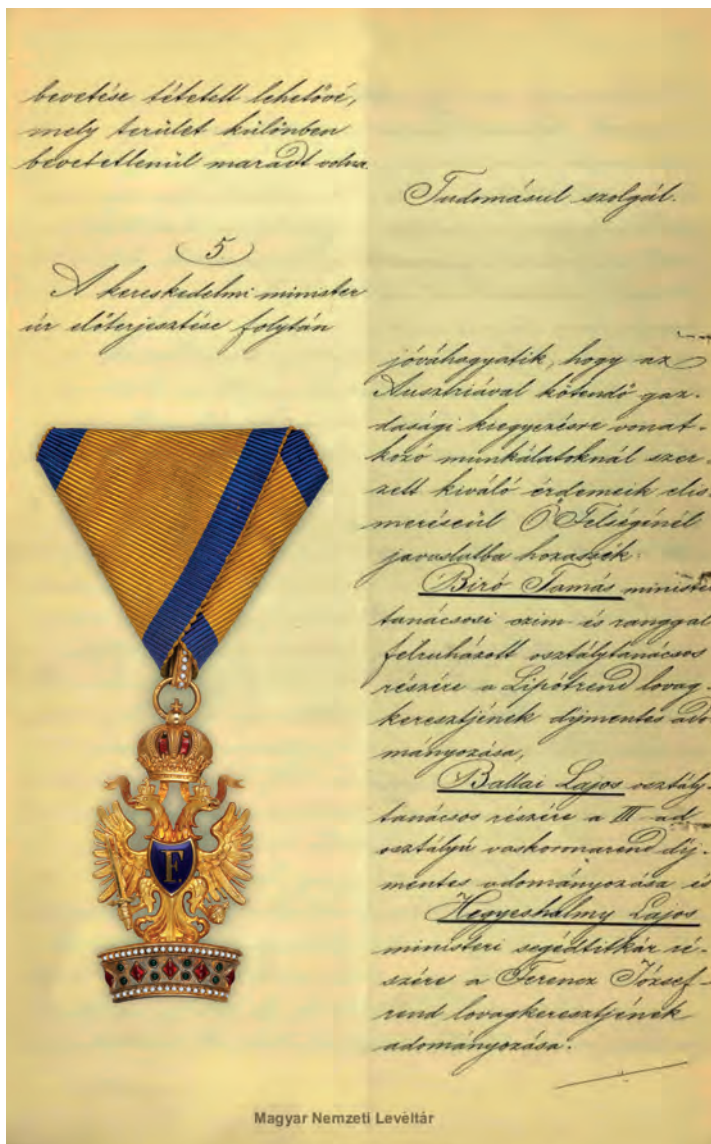 bevetése tétetett lehetővé,
mely terület különben
bevetetlenül maradt volna.
5
A kereskedelmi minister
úr előterjesztése folytán
Tudomásul szolgál.
jóváhagyatik, hogy az
Ausztriával kötendő gaz-
dasági kiegyezésre vonat-
kozó munkálatoknál szer-
zett kiváló érdemeik elis-
meréseül Ő Felségénél
javaslatba hozassék:
Biró Tamás ministe
tanácsosi czim és ranggal
felruházott osztálytanácsos
részére a Lipótrend lovag-
keresztjének díjmentes ado
mányozása,
Ballai Lajos osztály-
tanácsos részére a III-ad
osztályú vaskoronarend díj-
mentes adományozása és
Hegyeshalmy Lajos
ministeri segédtitkár ré-
szére a Ferencz József-
rend lovagkeresztjének
adományozása.
F
Magyar Nemzeti Levéltár